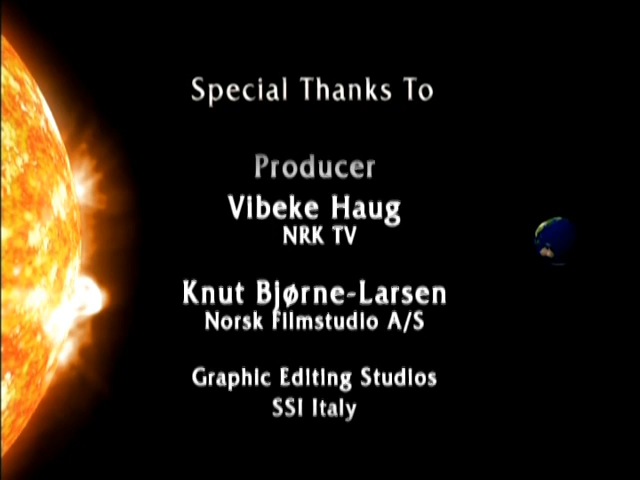 Special Thanks To
Producer
Vibeke Haug
NRK TV
Knut Bjørne-Larsen
Norsk Filmstudio A/S
Graphic Editing Studios
SSI Italy